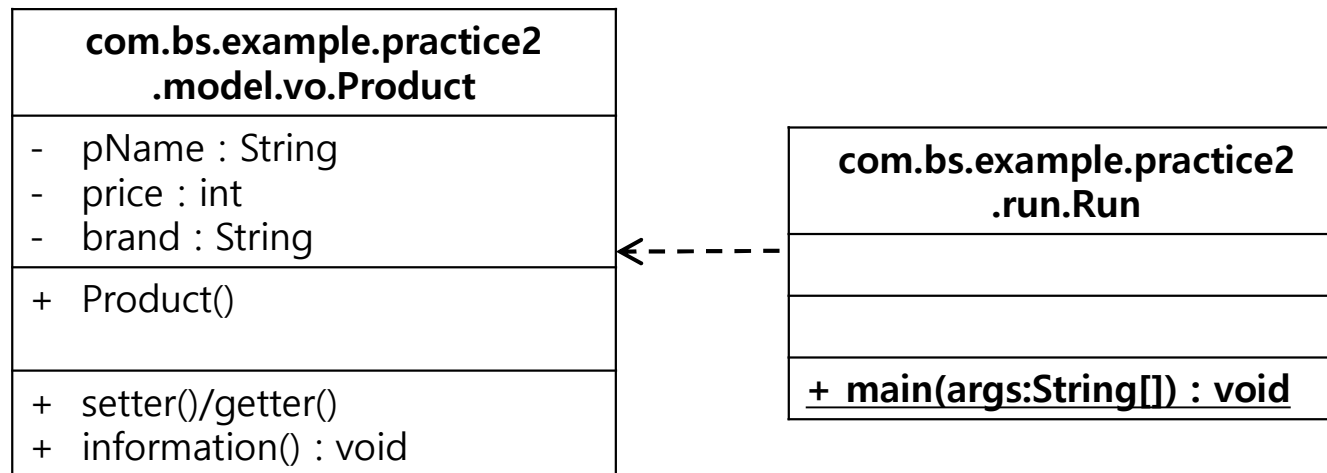 com.bs.example.practice2
.model.vo.Product
- pName : String
- price : int
- brand : String
+ Product()
+ setter()/getter()
+ information() : void
com.bs.example.practice2
.run.Run
+ main(args:String[]) : void